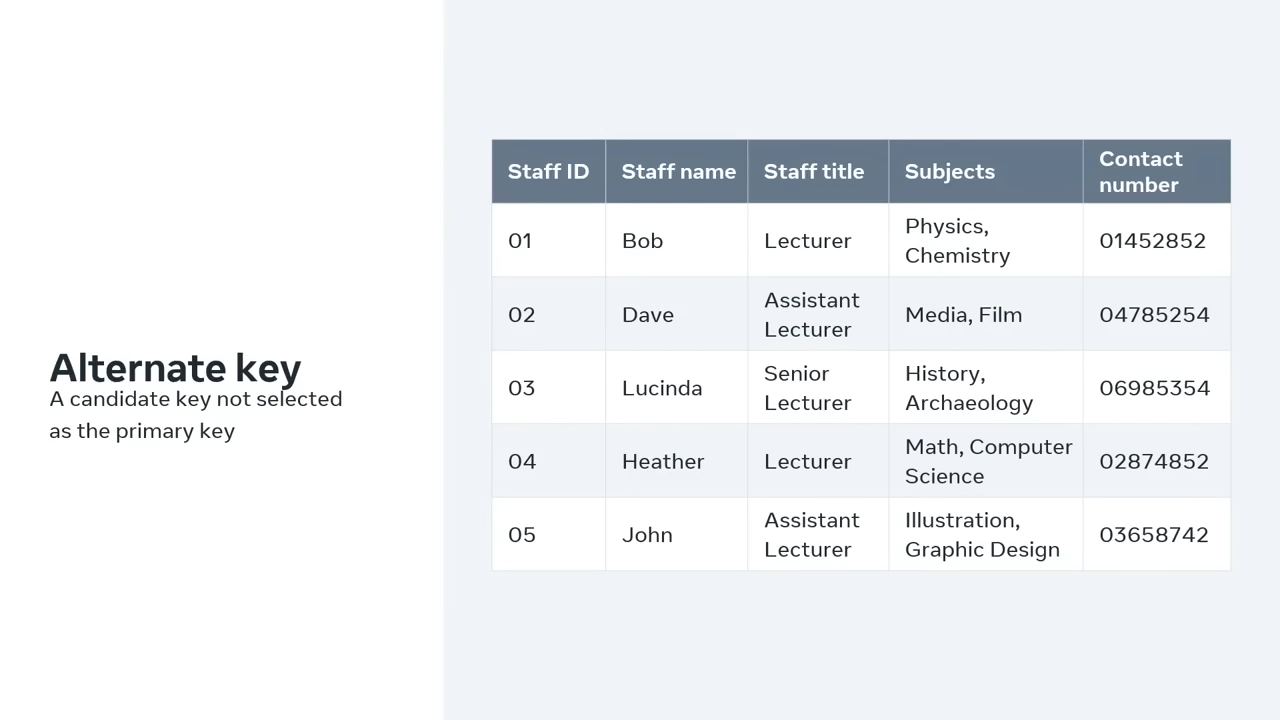 Alternate key
A candidate key not selected
as the primary key
Staff ID Staff name Staff title Subjects Contact number
01 Bob Lecturer Physics, Chemistry 01452852
02 Dave Assistant Lecturer Media, Film 04785254
03 Lucinda Senior Lecturer History, Archaeology 06985354
04 Heather Lecturer Math, Computer Science 02874852
05 John Assistant Lecturer Illustration, Graphic Design 03658742